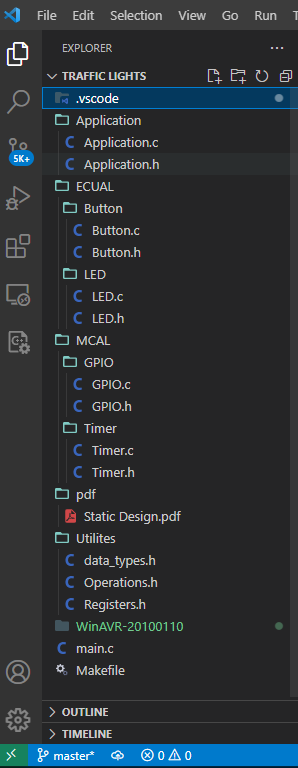 File Edit Selection View Go Run T
EXPLORER
TRAFFIC LIGHTS
.vscode
Application
Application.c
Application.h
ECUAL
Button
Button.c
Button.h
LED
LED.c
LED.h
MCAL
GPIO
GPIO.c
GPIO.h
Timer
Timer.c
Timer.h
pdf
Static Design.pdf
Utilites
data_types.h
Operations.h
Registers.h
WinAVR-20100110
main.c
Makefile
5K+
OUTLINE
TIMELINE
master* 0 0